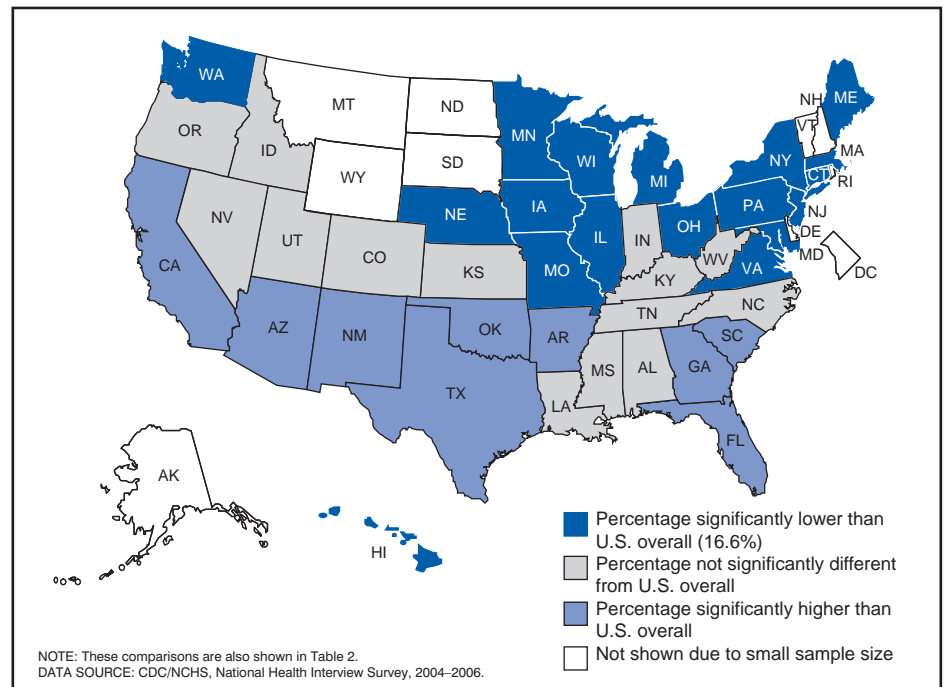 WA
MT
ND
MN
OR
ID
WY
SD
WI
MI
NY
NH
VT
ME
MA
CT
RI
NE
IA
PA
NJ
NV
UT
CO
KS
MO
IL
IN
OH
WV
VA
DE
MD
DC
CA
AZ
NM
OK
AR
KY
TN
NC
SC
TX
LA
MS
AL
GA
FL
AK
HI
Percentage significantly lower than
U.S. overall (16.6%)
Percentage not significantly different
from U.S. overall
Percentage significantly higher than
U.S. overall
Not shown due to small sample size
NOTE: These comparisons are also shown in Table 2.
DATA SOURCE: CDC/NCHS, National Health Interview Survey, 2004–2006.